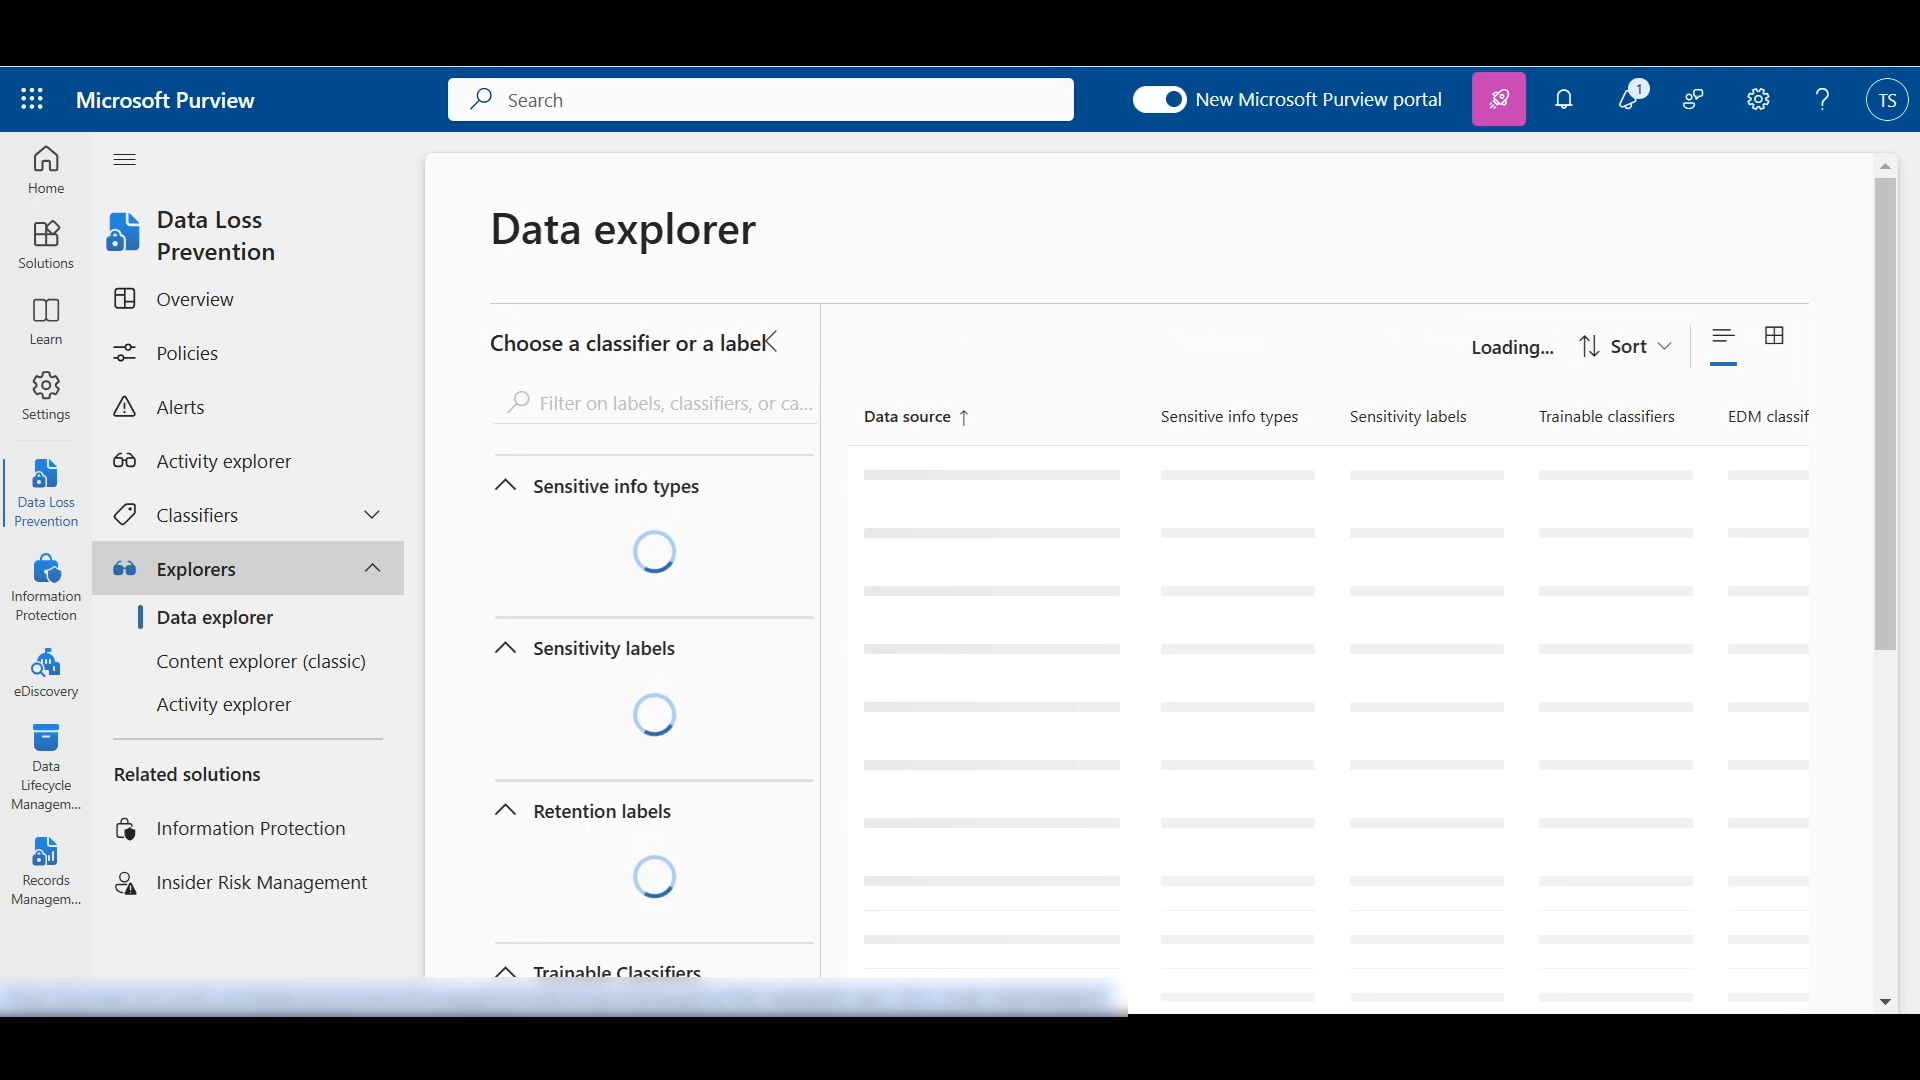 Microsoft Purview
Search
New Microsoft Purview portal
1
TS
Home
Solutions
Learn
Settings
Data Loss
Prevention
Information
Protection
eDiscovery
Data
Lifecycle
Managem...
Records
Managem...
Data Loss
Prevention
Overview
Policies
Alerts
Activity explorer
Classifiers
Explorers
Data explorer
Content explorer (classic)
Activity explorer
Related solutions
Information Protection
Insider Risk Management
Data explorer
Choose a classifier or a label
Filter on labels, classifiers, or ca...
Sensitive info types
Sensitivity labels
Retention labels
Trainable Classifiers
Loading...
Sort
Data source ↑ Sensitive info types Sensitivity labels Trainable classifiers EDM classif